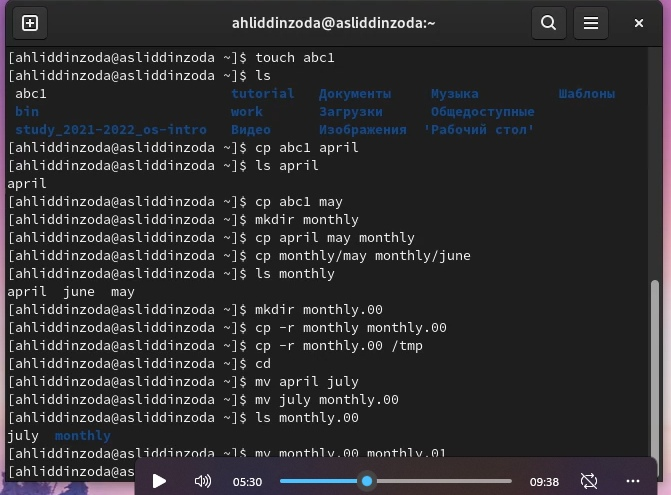 ahliddinzoda@asliddinzoda:~
[ahliddinzoda@asliddinzoda ~]$ touch abc1
[ahliddinzoda@asliddinzoda ~]$ ls
abc1 tutorial Документы Музыка Шаблоны
bin work Загрузки Общедоступные
study_2021-2022_os-intro Видео Изображения 'Рабочий стол'
[ahliddinzoda@asliddinzoda ~]$ cp abc1 april
[ahliddinzoda@asliddinzoda ~]$ ls april
april
[ahliddinzoda@asliddinzoda ~]$ cp abc1 may
[ahliddinzoda@asliddinzoda ~]$ mkdir monthly
[ahliddinzoda@asliddinzoda ~]$ cp april may monthly
[ahliddinzoda@asliddinzoda ~]$ cp monthly/may monthly/june
[ahliddinzoda@asliddinzoda ~]$ ls monthly
april june may
[ahliddinzoda@asliddinzoda ~]$ mkdir monthly.00
[ahliddinzoda@asliddinzoda ~]$ cp -r monthly monthly.00
[ahliddinzoda@asliddinzoda ~]$ cp -r monthly.00 /tmp
[ahliddinzoda@asliddinzoda ~]$ cd
[ahliddinzoda@asliddinzoda ~]$ mv april july
[ahliddinzoda@asliddinzoda ~]$ mv july monthly.00
[ahliddinzoda@asliddinzoda ~]$ ls monthly.00
july monthly
[ahliddinzoda@asliddinzoda ~]$ mv monthly.00 monthly.01
[ahliddinzoda@as
05:30 09:38